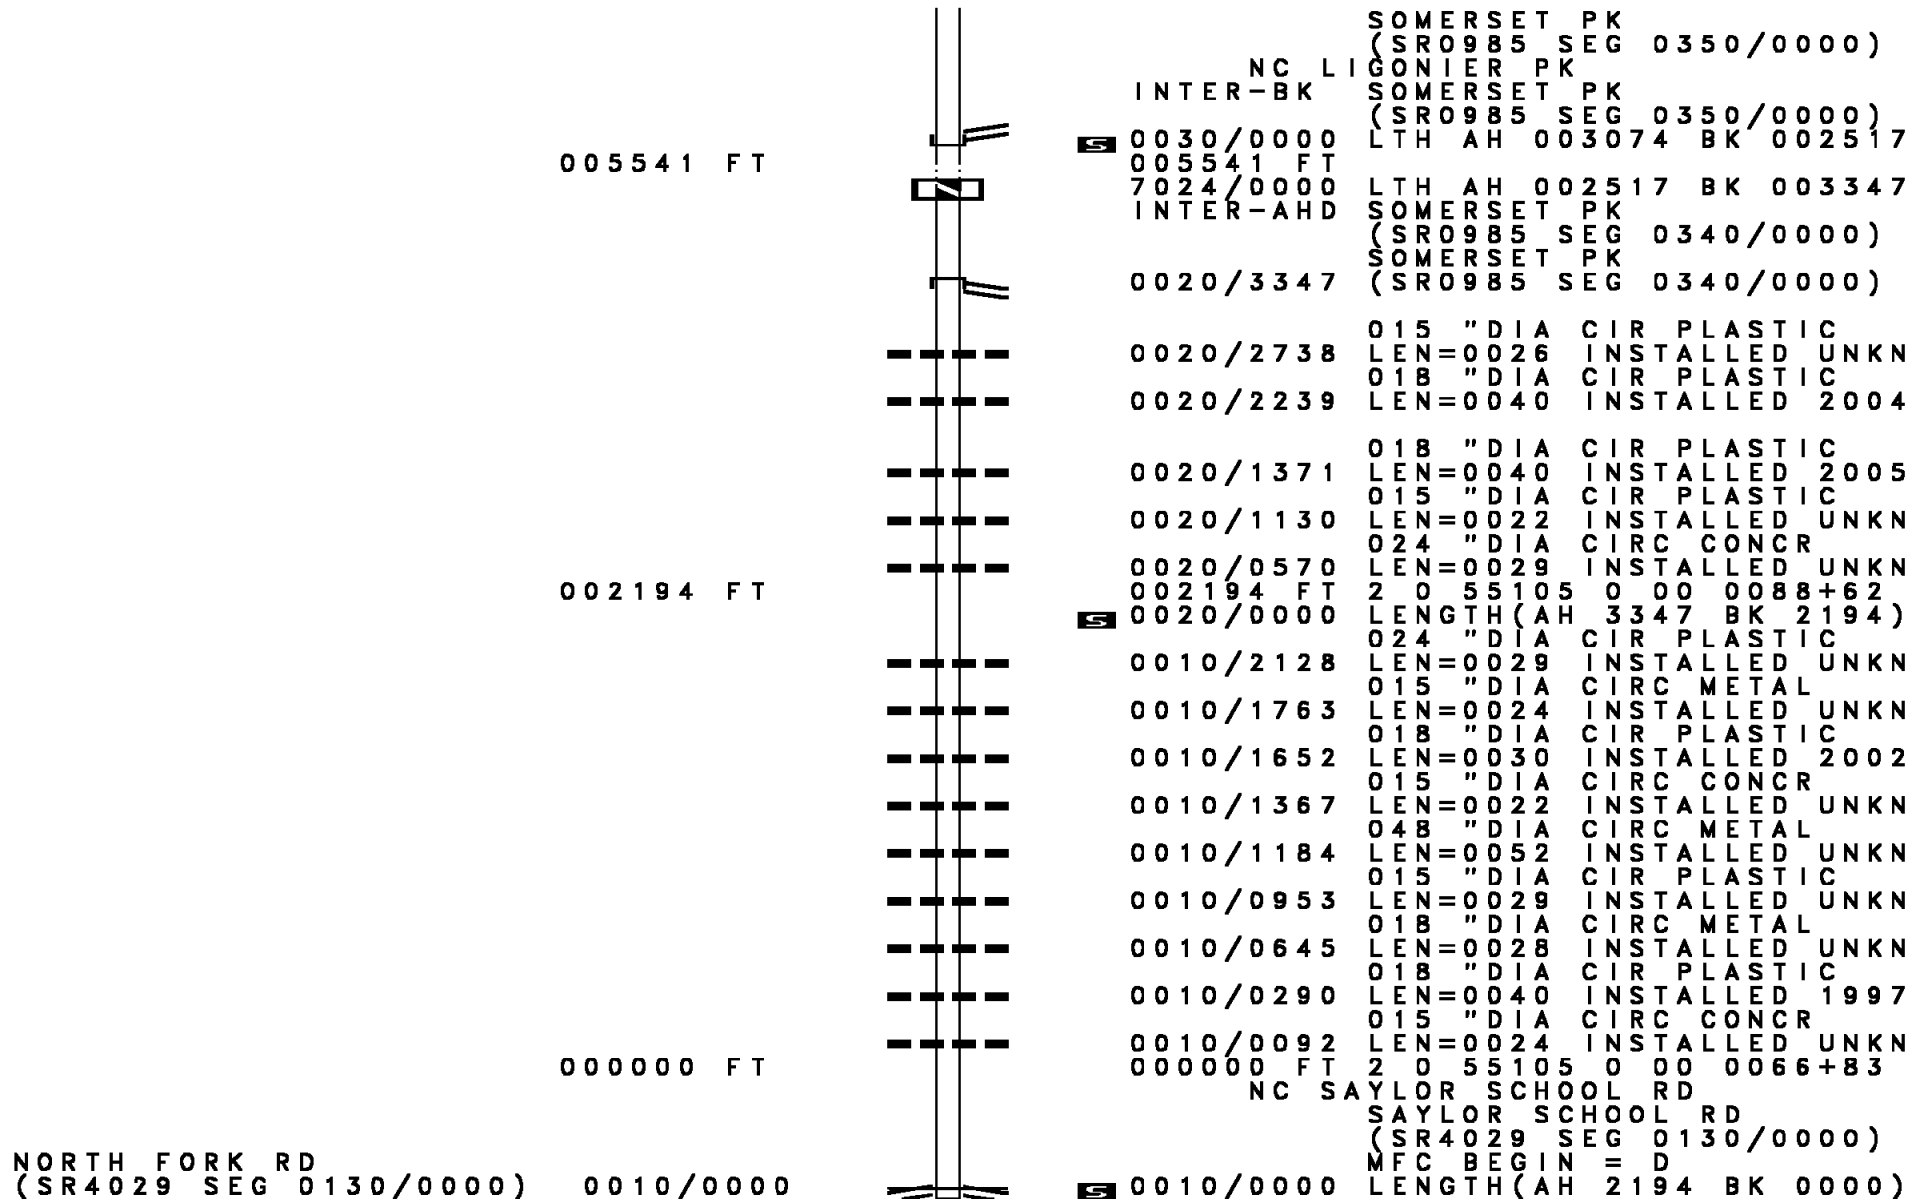 SOMERSET PK
(SR0985 SEG 0350/0000)
NC LIGONIER PK
INTER-BK SOMERSET PK
(SR0985 SEG 0350/0000)
S 0030/0000 LTH AH 003074 BK 002517
005541 FT 005541 FT
7024/0000 LTH AH 002517 BK 003347
INTER-AHD SOMERSET PK
(SR0985 SEG 0340/0000)
SOMERSET PK
0020/3347 (SR0985 SEG 0340/0000)
015 "DIA CIR PLASTIC
0020/2738 LEN=0026 INSTALLED UNKN
018 "DIA CIR PLASTIC
0020/2239 LEN=0040 INSTALLED 2004
018 "DIA CIR PLASTIC
0020/1371 LEN=0040 INSTALLED 2005
015 "DIA CIR PLASTIC
0020/1130 LEN=0022 INSTALLED UNKN
024 "DIA CIRC CONCR
0020/0570 LEN=0029 INSTALLED UNKN
002194 FT 002194 FT 2 0 55105 0 00 0088+62
S 0020/0000 LENGTH(AH 3347 BK 2194)
024 "DIA CIR PLASTIC
0010/2128 LEN=0029 INSTALLED UNKN
015 "DIA CIRC METAL
0010/1763 LEN=0024 INSTALLED UNKN
018 "DIA CIR PLASTIC
0010/1652 LEN=0030 INSTALLED 2002
015 "DIA CIRC CONCR
0010/1367 LEN=0022 INSTALLED UNKN
048 "DIA CIRC METAL
0010/1184 LEN=0052 INSTALLED UNKN
015 "DIA CIR PLASTIC
0010/0953 LEN=0029 INSTALLED UNKN
018 "DIA CIRC METAL
0010/0645 LEN=0028 INSTALLED UNKN
018 "DIA CIR PLASTIC
0010/0290 LEN=0040 INSTALLED 1997
015 "DIA CIRC CONCR
0010/0092 LEN=0024 INSTALLED UNKN
000000 FT 000000 FT 2 0 55105 0 00 0066+83
NC SAYLOR SCHOOL RD
SAYLOR SCHOOL RD
(SR4029 SEG 0130/0000)
NORTH FORK RD MFC BEGIN = D
(SR4029 SEG 0130/0000) 0010/0000 S 0010/0000 LENGTH(AH 2194 BK 0000)